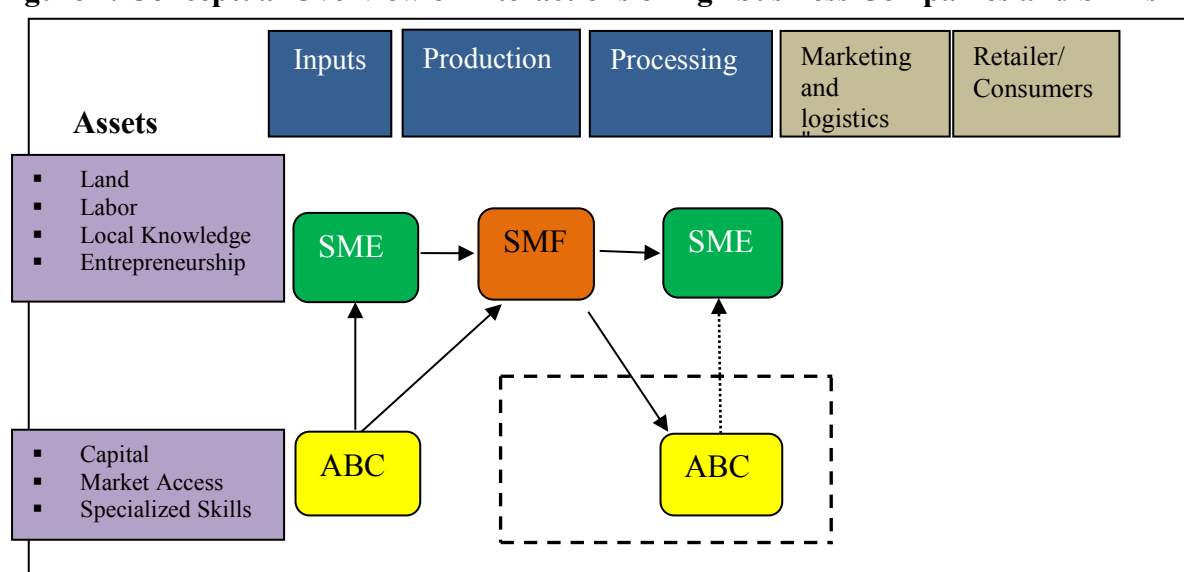 Inputs
Production
Processing
Marketing
and
logistics
"
Retailer/
Consumers
Assets
▪ Land
▪ Labor
▪ Local Knowledge
▪ Entrepreneurship
SME
SMF
SME
▪ Capital
▪ Market Access
▪ Specialized Skills
ABC
ABC